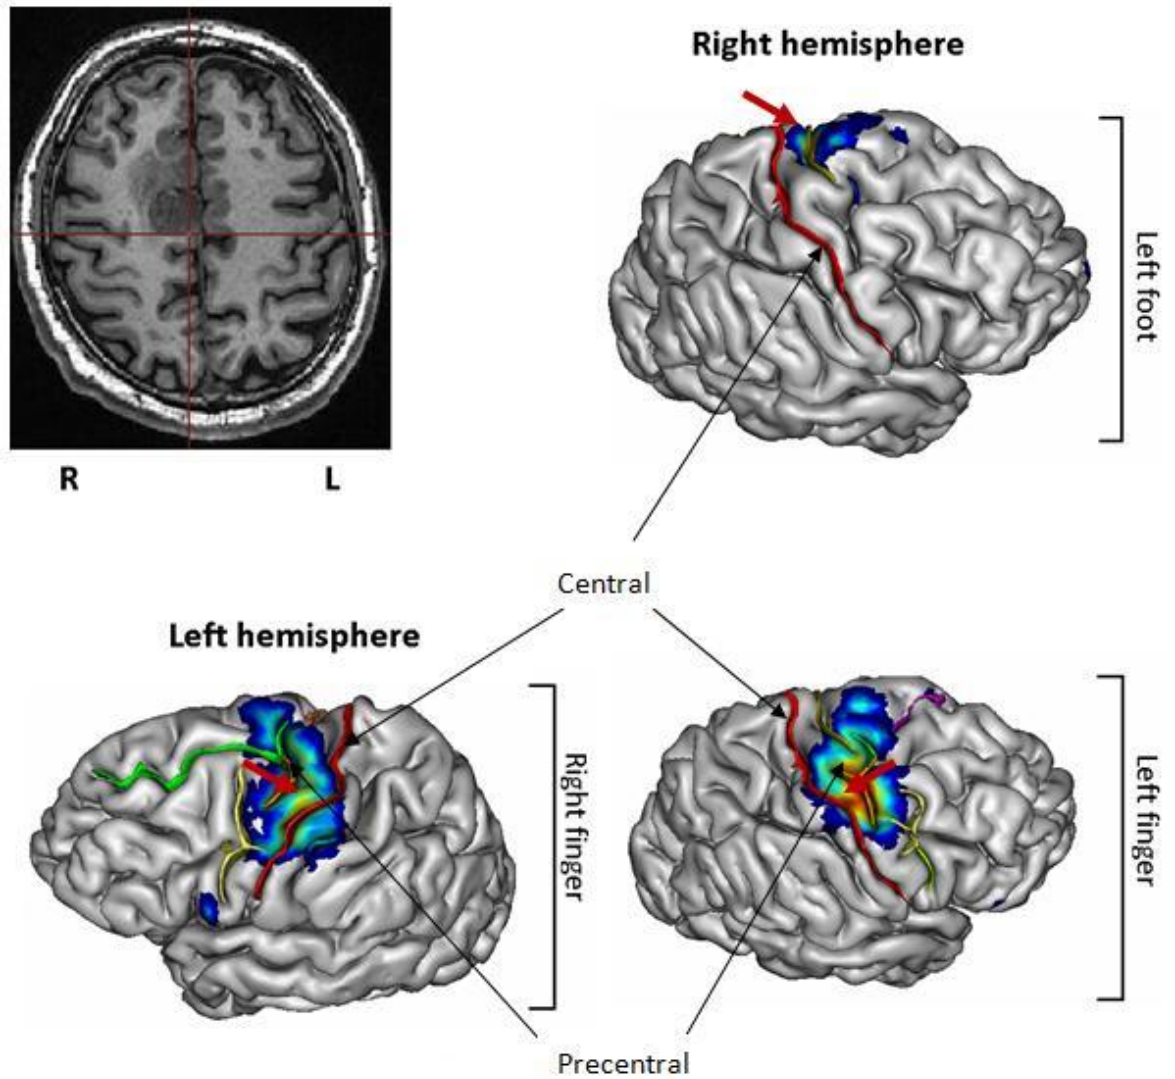 Right hemisphere
Left foot
R
L
Central
Left hemisphere
Right finger
Left finger
Precentral